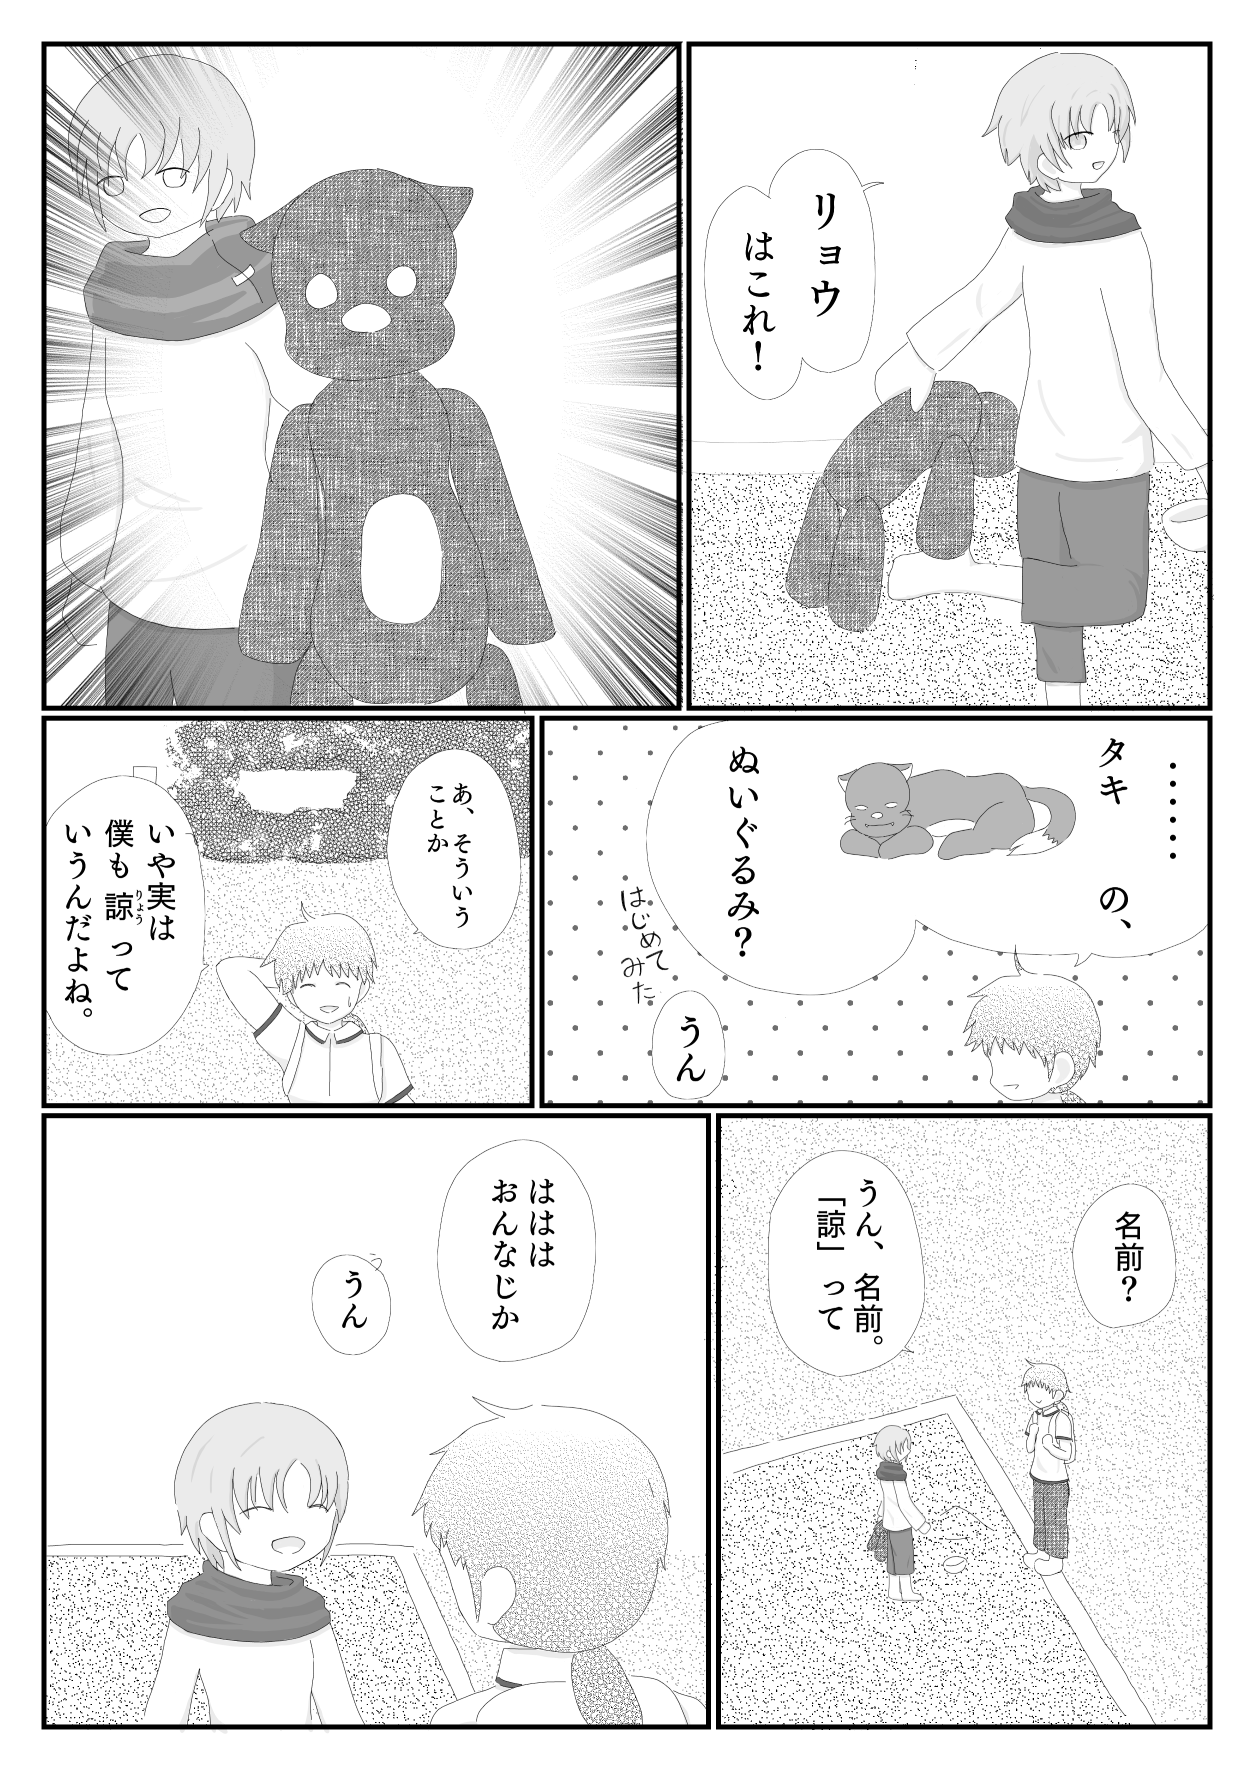 リョウ
はこれ！
・・・・・・
タキ の、
ぬいぐるみ？
はじめて
みた
うん
あ、そういう
ことか
いや実は
僕も諒って
りょう
いうんだよね。
名前？
うん、名前。
「諒」って
ははは
おんなじか
うん